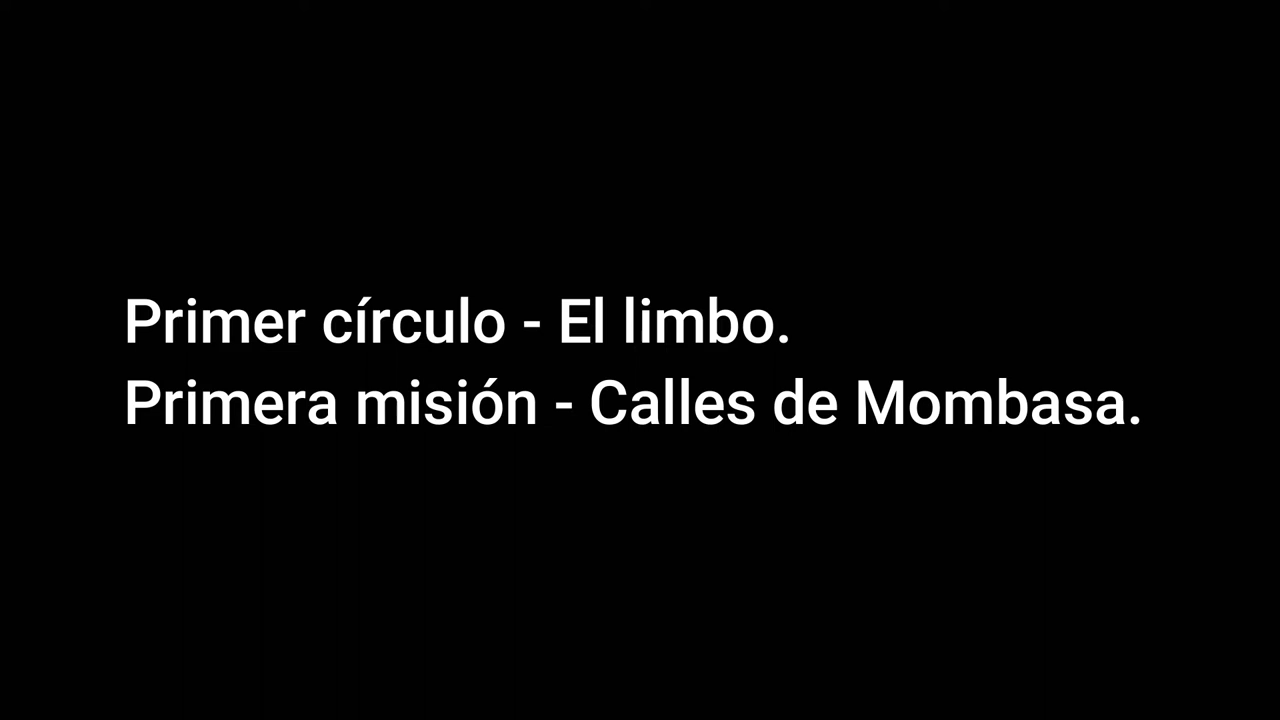 Primer círculo - El limbo.
Primera misión - Calles de Mombasa.